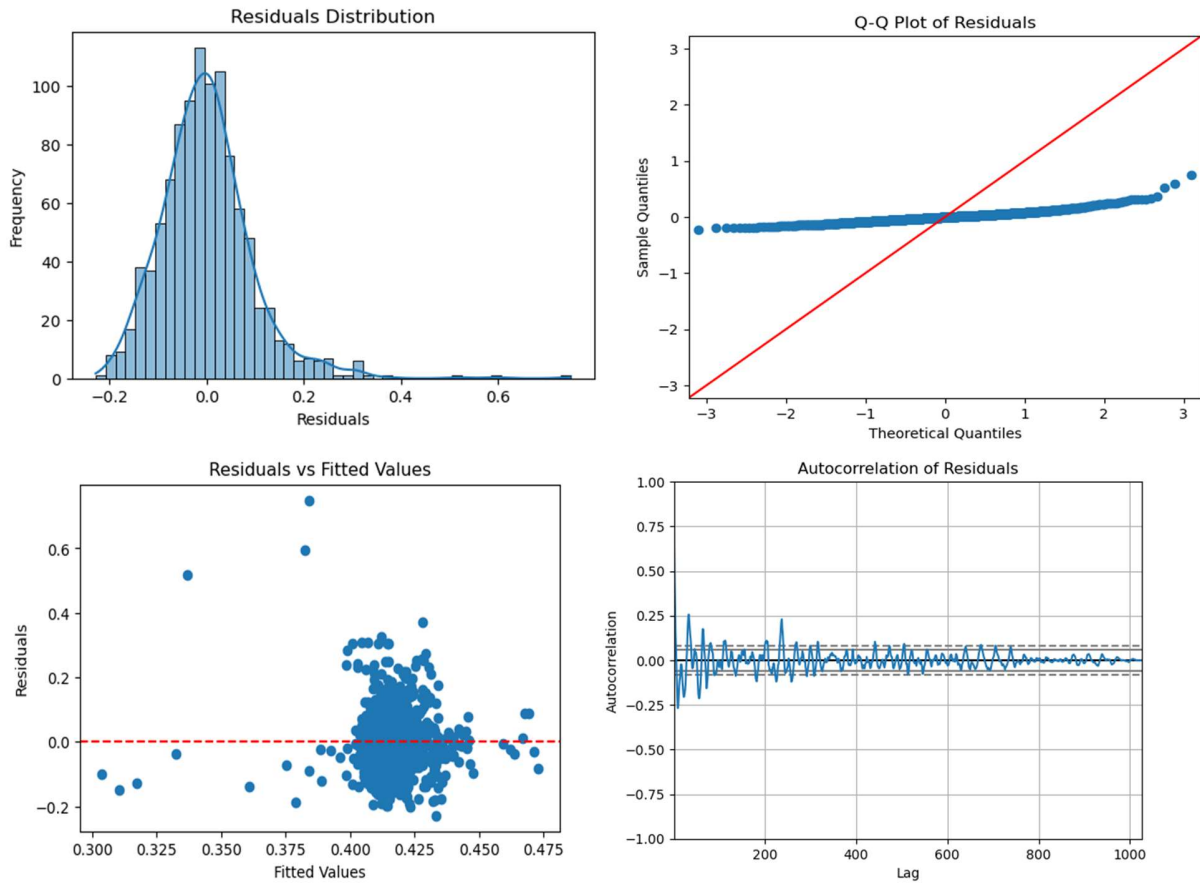 Residuals Distribution
Frequency
100
80
60
40
20
0
−0.2 0.0 0.2 0.4 0.6
Residuals
Q-Q Plot of Residuals
Sample Quantiles
3
2
1
0
−1
−2
−3
−3 −2 −1 0 1 2 3
Theoretical Quantiles
Residuals vs Fitted Values
Residuals
0.6
0.4
0.2
0.0
−0.2
0.300 0.325 0.350 0.375 0.400 0.425 0.450 0.475
Fitted Values
Autocorrelation of Residuals
Autocorrelation
1.00
0.75
0.50
0.25
0.00
−0.25
−0.50
−0.75
−1.00
200 400 600 800 1000
Lag